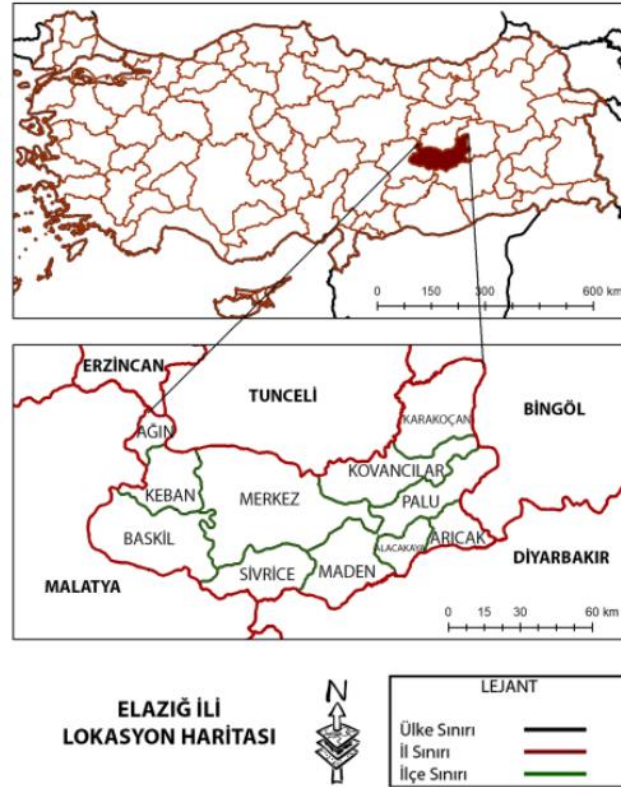 0 150 300 600 km
ERZİNCAN
TUNCELİ
BİNGÖL
KARAKOÇAN
AĞIN
KOVANCILAR
KEBAN
MERKEZ
PALU
BASKİL
ALACAKAYA
ARICAK
DİYARBAKIR
SİVRİCE
MADEN
MALATYA
0 15 30 60 km
ELAZIĞ İLİ
LOKASYON HARİTASI
N
LEJANT
Ülke Sınırı
İl Sınırı
İlçe Sınırı